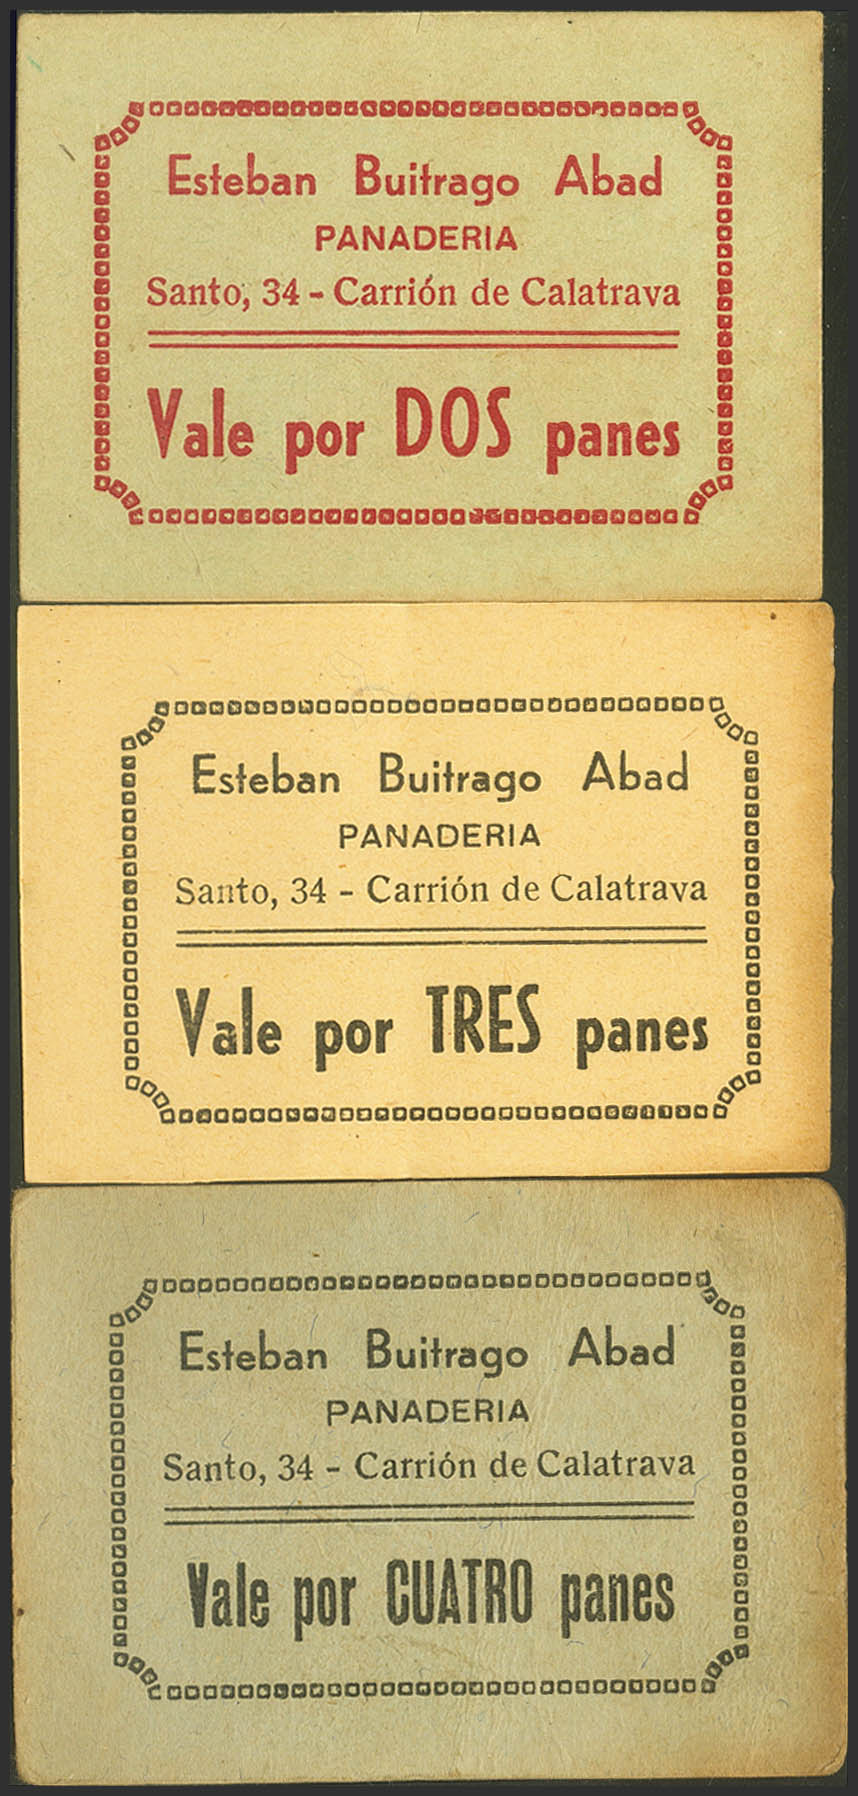 Esteban Buitrago Abad
PANADERIA
Santo, 34 - Carrión de Calatrava
Vale por DOS panes
Esteban Buitrago Abad
PANADERIA
Santo, 34 - Carrión de Calatrava
Vale por TRES panes
Esteban Buitrago Abad
PANADERIA
Santo, 34 - Carrión de Calatrava
Vale por CUATRO panes